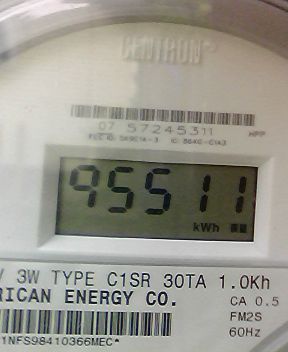 CENTRON
07 57245311 HPP
95511
kWh
V 3W TYPE C1SR 30TA 1.0Kh
RICAN ENERGY CO. CA 0.5
FM2S
60Hz
1NFS98410366MEC*